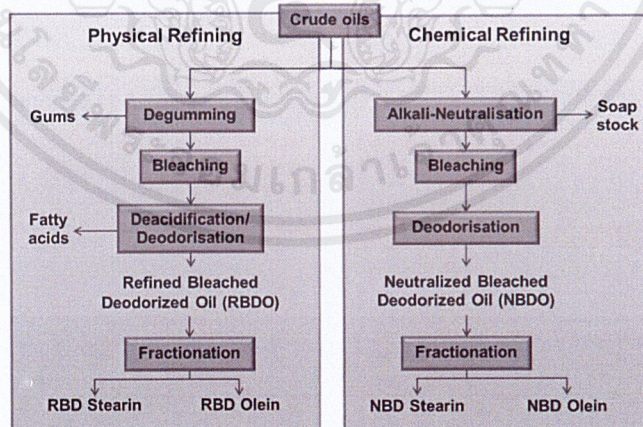 Crude oils
Physical Refining
Chemical Refining
Gums
Degumming
Bleaching
Fatty
acids
Deacidification/
Deodorisation
Refined Bleached
Deodorized Oil (RBDO)
Fractionation
RBD Stearin
RBD Olein
Alkali-Neutralisation
Soap
stock
Bleaching
Deodorisation
Neutralized Bleached
Deodorized Oil (NBDO)
Fractionation
NBD Stearin
NBD Olein